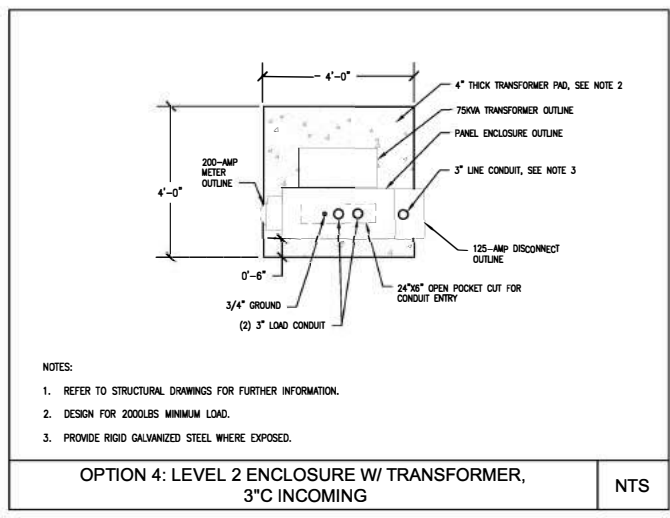 4'-0"
4" THICK TRANSFORMER PAD, SEE NOTE 2
75KVA TRANSFORMER OUTLINE
PANEL ENCLOSURE OUTLINE
200-AMP
METER
OUTLINE
3" LINE CONDUIT, SEE NOTE 3
4'-0"
125-AMP DISCONNECT
OUTLINE
0'-6"
24"X6" OPEN POCKET CUT FOR
CONDUIT ENTRY
3/4" GROUND
(2) 3" LOAD CONDUIT
NOTES:
1. REFER TO STRUCTURAL DRAWINGS FOR FURTHER INFORMATION.
2. DESIGN FOR 2000LBS MINIMUM LOAD.
3. PROVIDE RIGID GALVANIZED STEEL WHERE EXPOSED.
OPTION 4: LEVEL 2 ENCLOSURE W/ TRANSFORMER,
3"C INCOMING
NTS